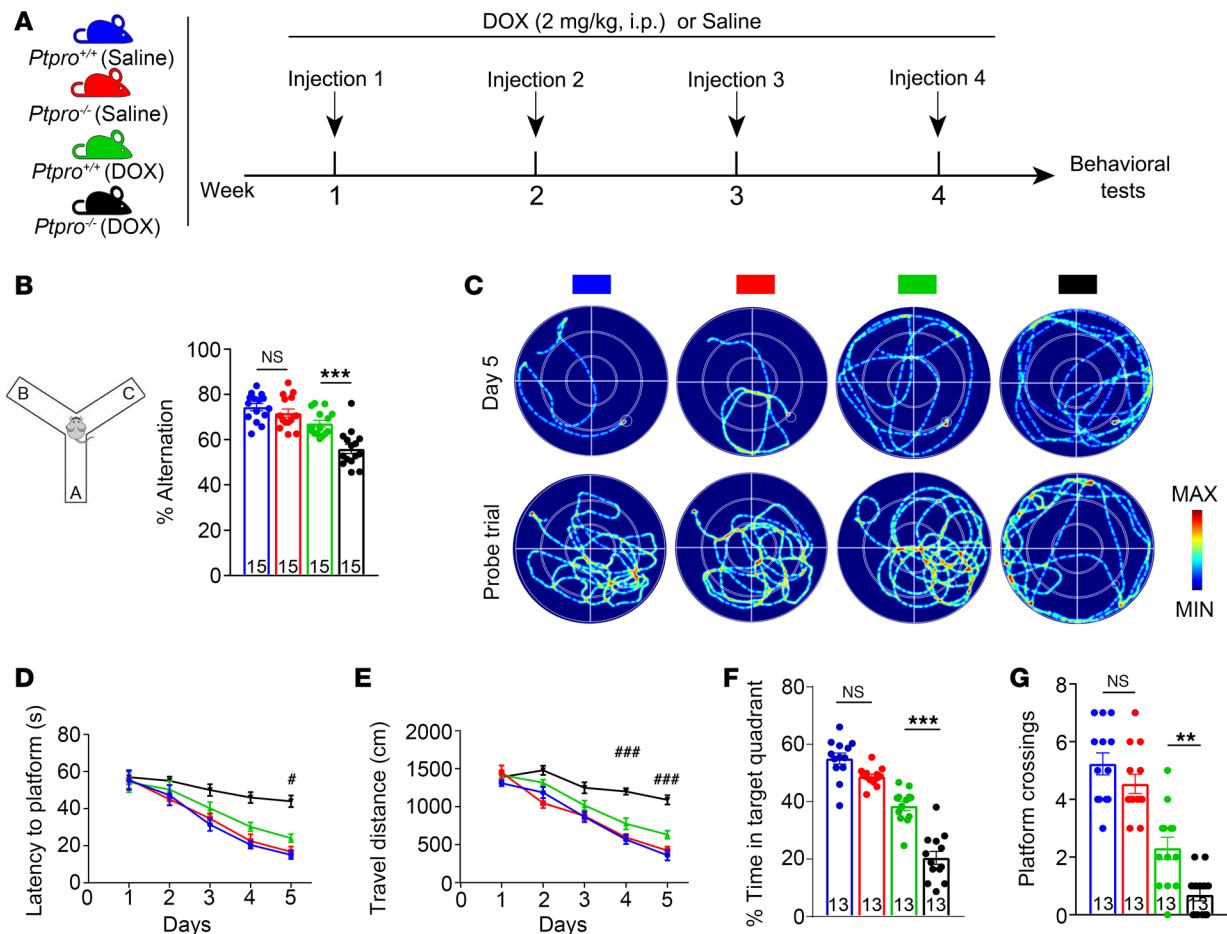 A
Ptpro+/+ (Saline)
Ptpro-/- (Saline)
Ptpro+/+ (DOX)
Ptpro-/- (DOX)
DOX (2 mg/kg, i.p.) or Saline
Injection 1
Injection 2
Injection 3
Injection 4
Week
1
2
3
4
Behavioral
tests
B
B
C
A
% Alternation
100
80
60
40
20
0
NS
***
15
15
15
15
C
Day 5
Probe trial
MAX
MIN
D
Latency to platform (s)
80
60
40
20
0
#
0
1
2
3
4
5
Days
E
Travel distance (cm)
2000
1500
1000
500
0
###
###
0
1
2
3
4
5
Days
F
% Time in target quadrant
80
60
40
20
0
NS
***
13
13
13
13
G
Platform crossings
8
6
4
2
0
NS
**
13
13
13
13